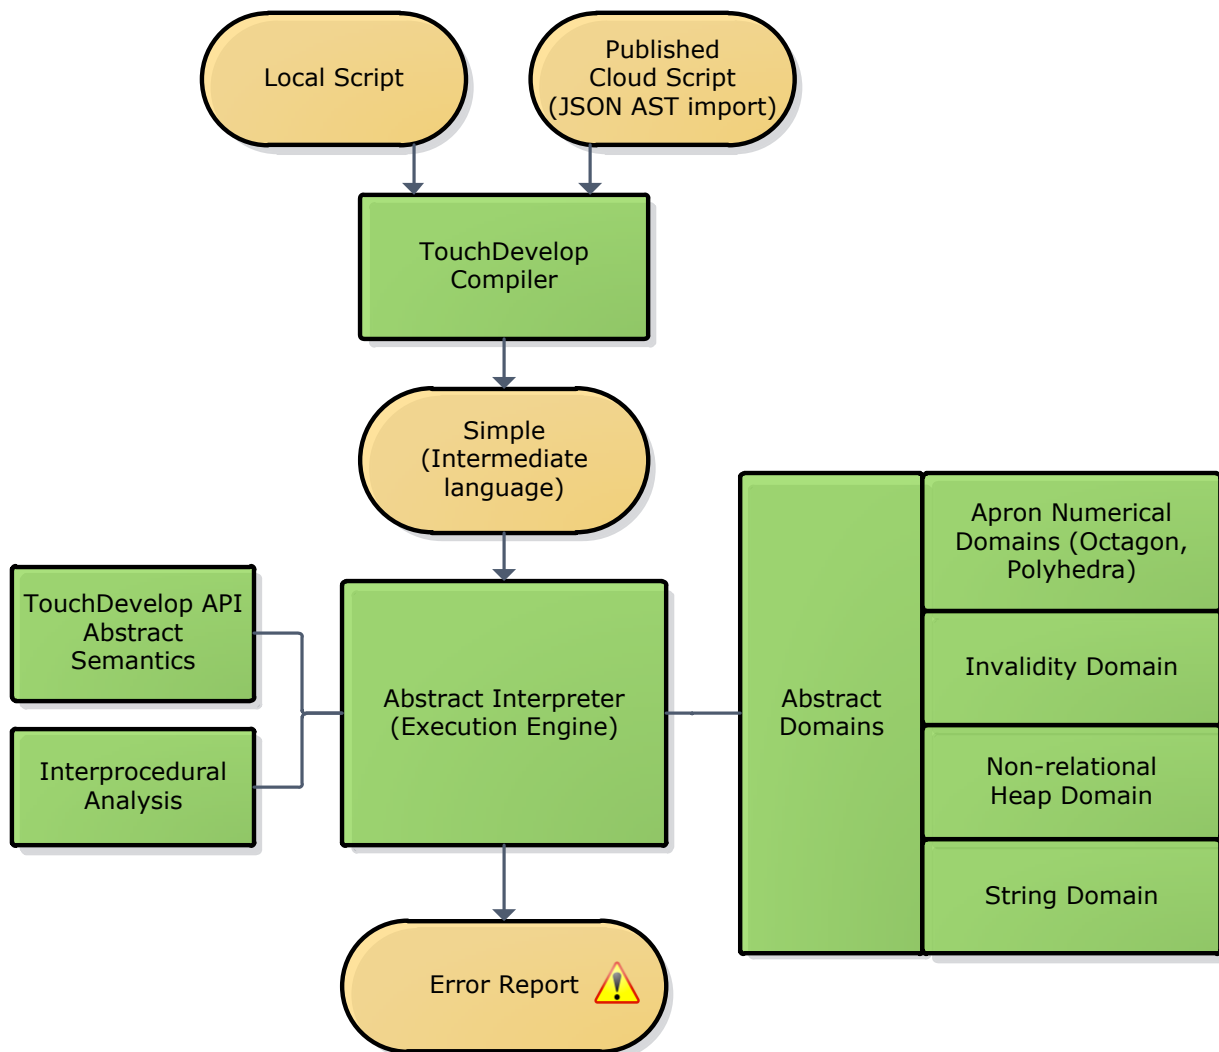 Local Script
Published
Cloud Script
(JSON AST import)
TouchDevelop
Compiler
Simple
(Intermediate
language)
TouchDevelop API
Abstract
Semantics
Interprocedural
Analysis
Abstract Interpreter
(Execution Engine)
Abstract
Domains
Apron Numerical
Domains (Octagon,
Polyhedra)
Invalidity Domain
Non-relational
Heap Domain
String Domain
Error Report